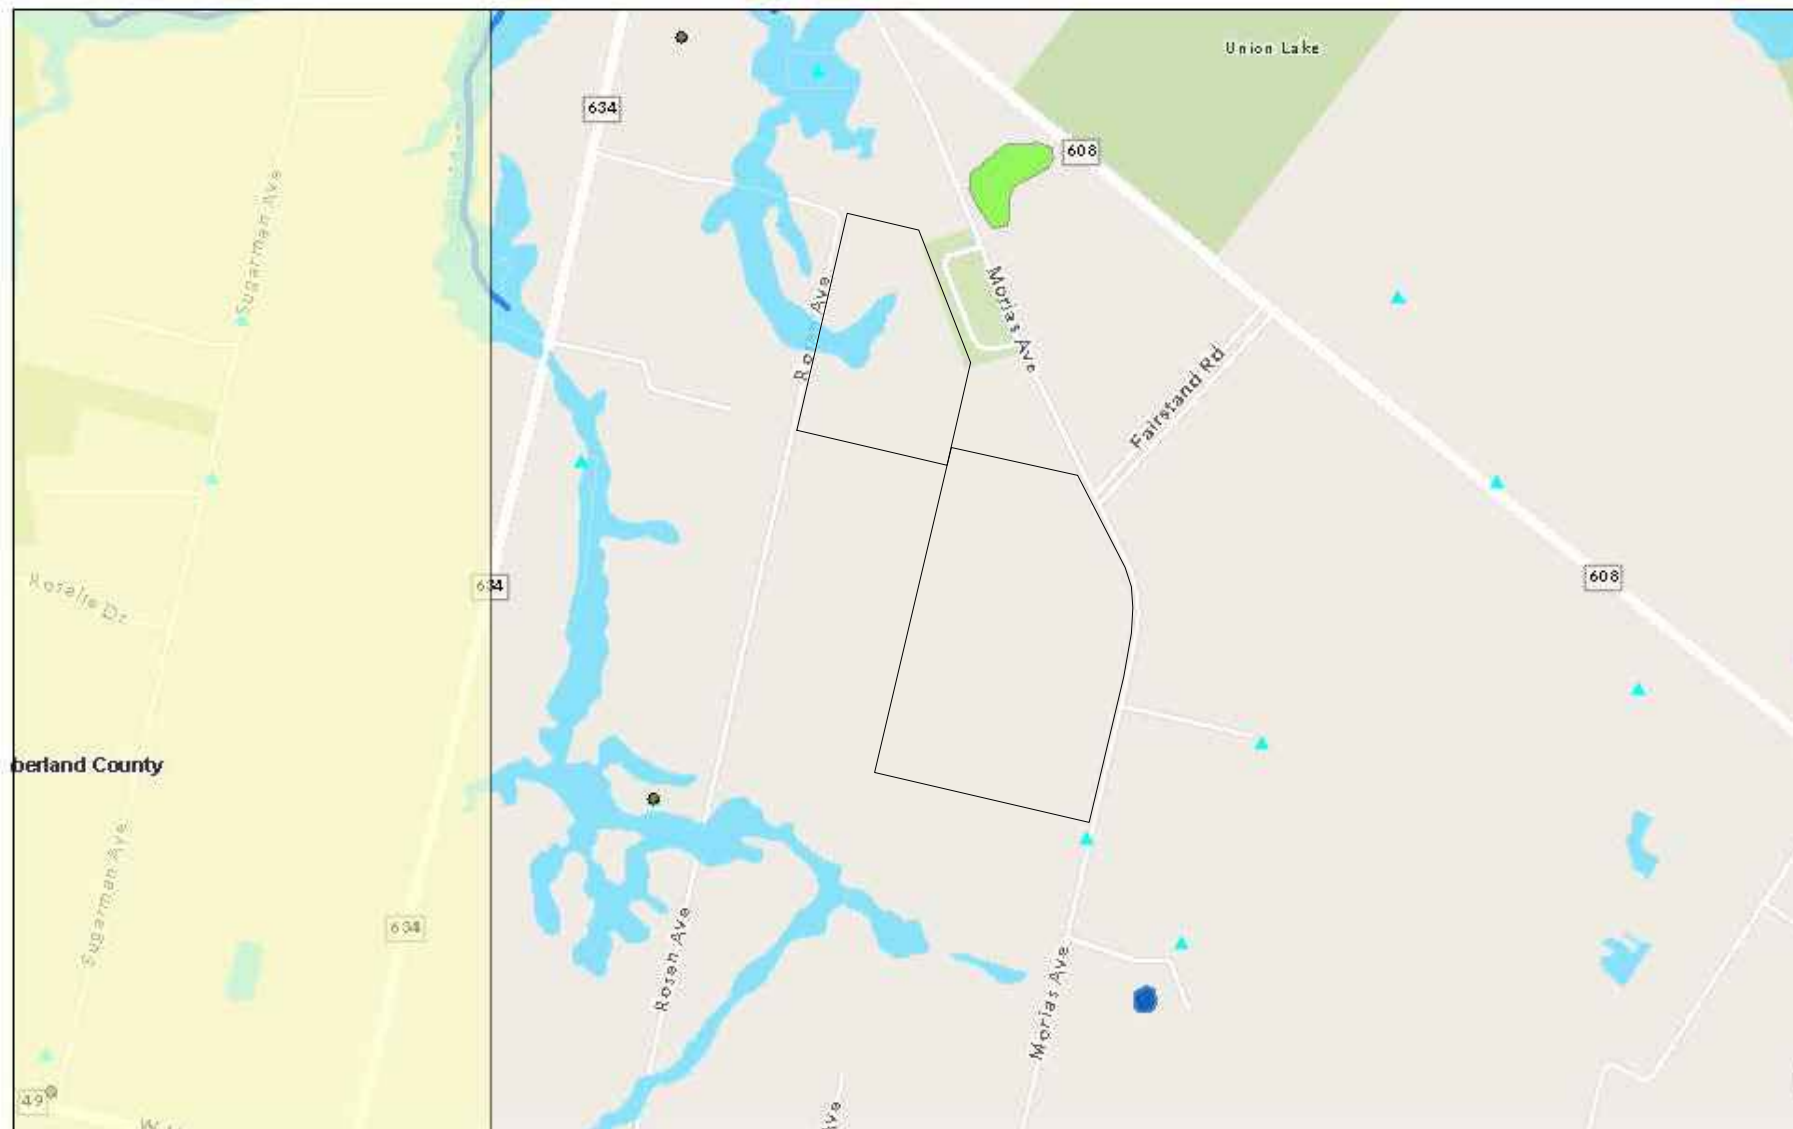 Union Lake
634
608
Sugarman Ave
Morias Ave
Rosen Ave
Fairstand Rd
608
634
Rosalie Dr
berland County
Sugarman Ave
634
Rosen Ave
Morias Ave
49